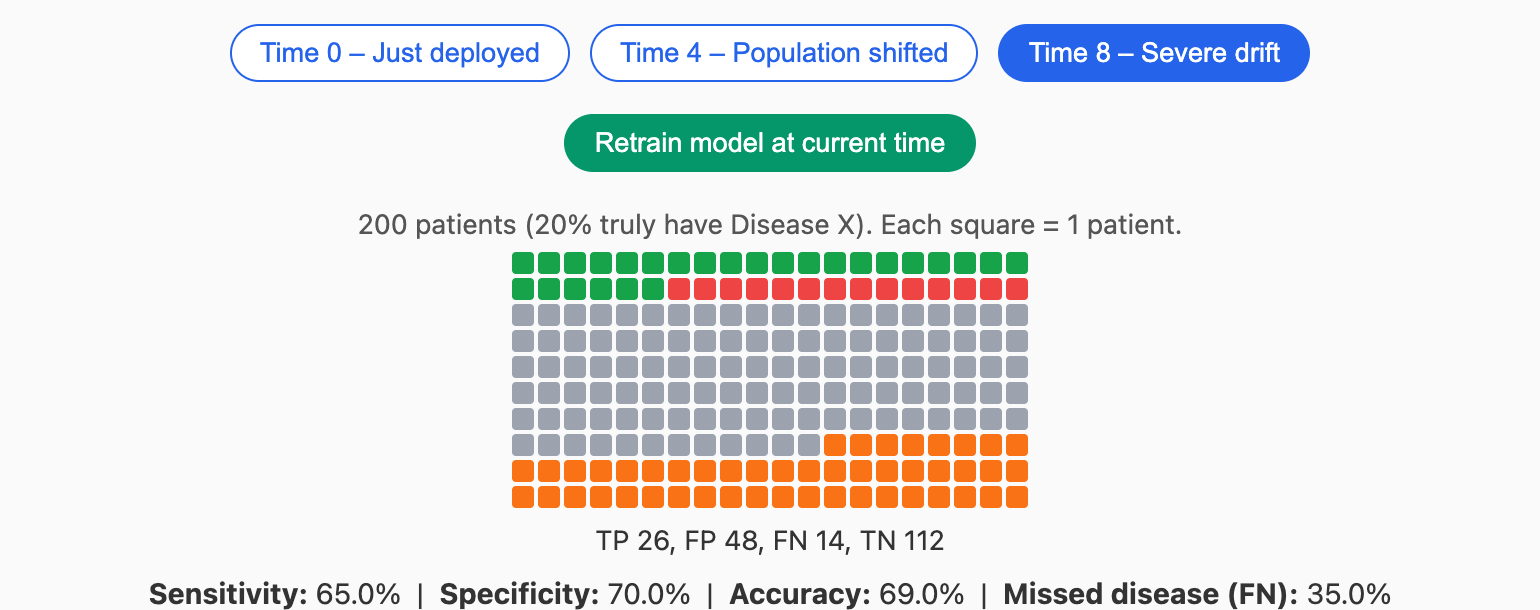 Time 0 – Just deployed
Time 4 – Population shifted
Time 8 – Severe drift
Retrain model at current time
200 patients (20% truly have Disease X). Each square = 1 patient.
TP 26, FP 48, FN 14, TN 112
Sensitivity: 65.0% | Specificity: 70.0% | Accuracy: 69.0% | Missed disease (FN): 35.0%